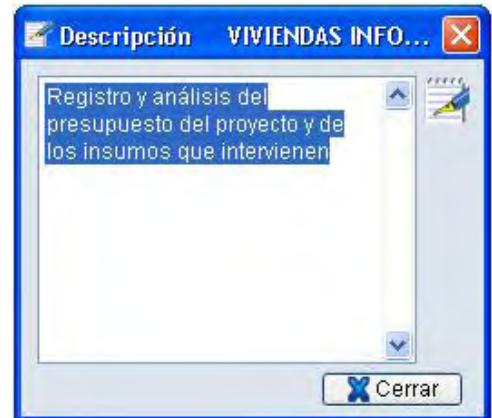 Descripción VIVIENDAS INFO...
Registro y análisis del
presupuesto del proyecto y de
los insumos que intervienen
Cerrar